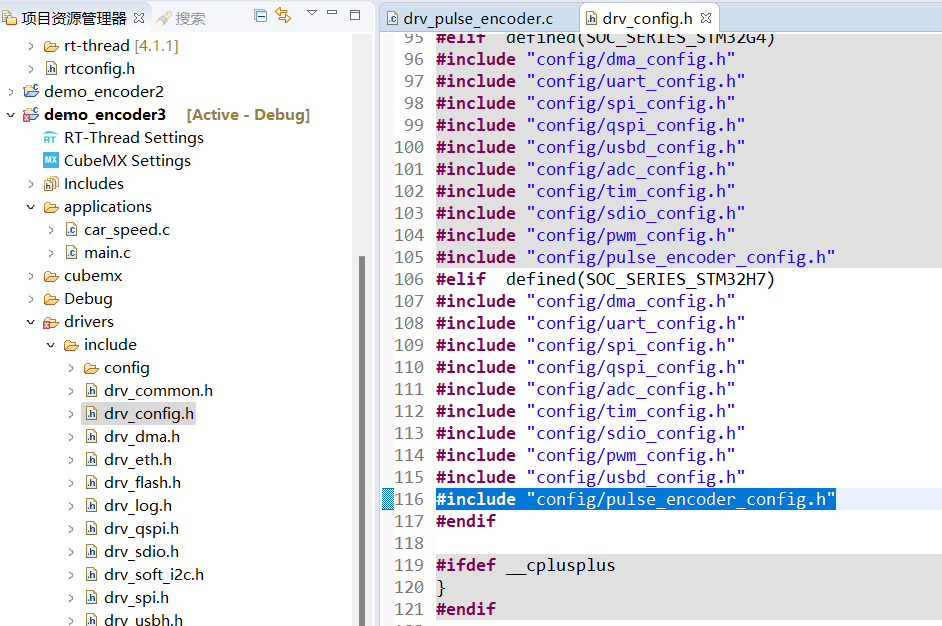 项目资源管理器
搜索
rt-thread [4.1.1]
rtconfig.h
demo_encoder2
demo_encoder3 [Active - Debug]
RT-Thread Settings
CubeMX Settings
Includes
applications
car_speed.c
main.c
cubemx
Debug
drivers
include
config
drv_common.h
drv_config.h
drv_dma.h
drv_eth.h
drv_flash.h
drv_log.h
drv_qspi.h
drv_sdio.h
drv_soft_i2c.h
drv_spi.h
drv_usbh.h
drv_pulse_encoder.c
drv_config.h
95 #elif defined(SOC_SERIES_STM32G4)
96 #include "config/dma_config.h"
97 #include "config/uart_config.h"
98 #include "config/spi_config.h"
99 #include "config/qspi_config.h"
100 #include "config/usbd_config.h"
101 #include "config/adc_config.h"
102 #include "config/tim_config.h"
103 #include "config/sdio_config.h"
104 #include "config/pwm_config.h"
105 #include "config/pulse_encoder_config.h"
106 #elif defined(SOC_SERIES_STM32H7)
107 #include "config/dma_config.h"
108 #include "config/uart_config.h"
109 #include "config/spi_config.h"
110 #include "config/qspi_config.h"
111 #include "config/adc_config.h"
112 #include "config/tim_config.h"
113 #include "config/sdio_config.h"
114 #include "config/pwm_config.h"
115 #include "config/usbd_config.h"
116 #include "config/pulse_encoder_config.h"
117 #endif
118
119 #ifdef __cplusplus
120 }
121 #endif